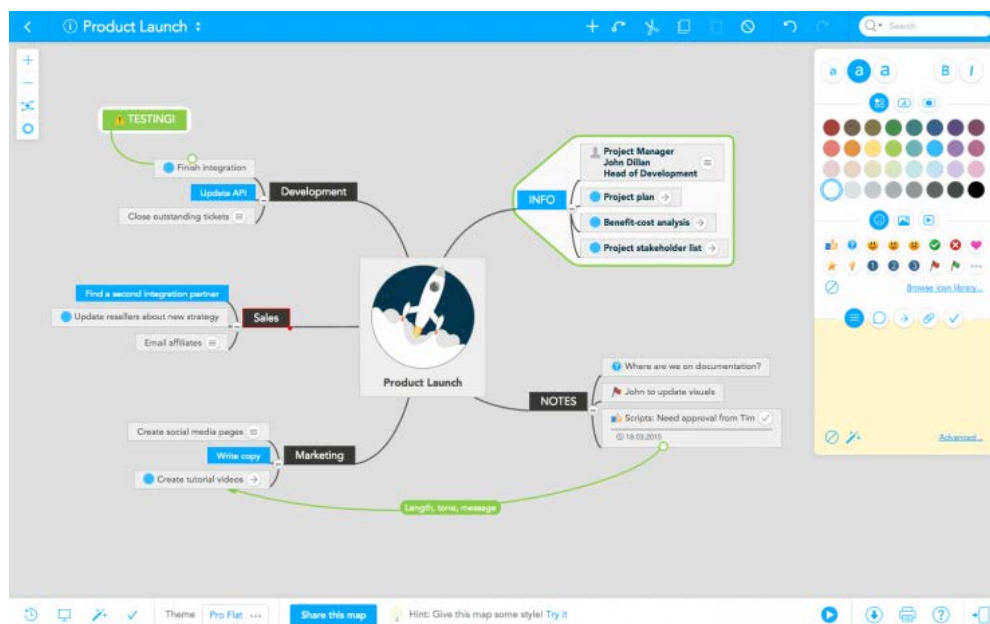 Product Launch
Search
TESTING!
Finish integration
Update API
Close outstanding tickets
Development
Find a second integration partner
Update resellers about new strategy
Email affiliates
Sales
Create social media pages
Write copy
Create tutorial videos
Marketing
Product Launch
INFO
Project Manager
John Dillan
Head of Development
Project plan
Benefit-cost analysis
Project stakeholder list
NOTES
Where are we on documentation?
John to update visuals
Scripts: Need approval from Tim
18.03.2015
Length, tone, message
a a a B I
1 2 3
Browse icon library...
Advanced...
Theme Pro Flat ...
Share this map
Hint: Give this map some style! Try it